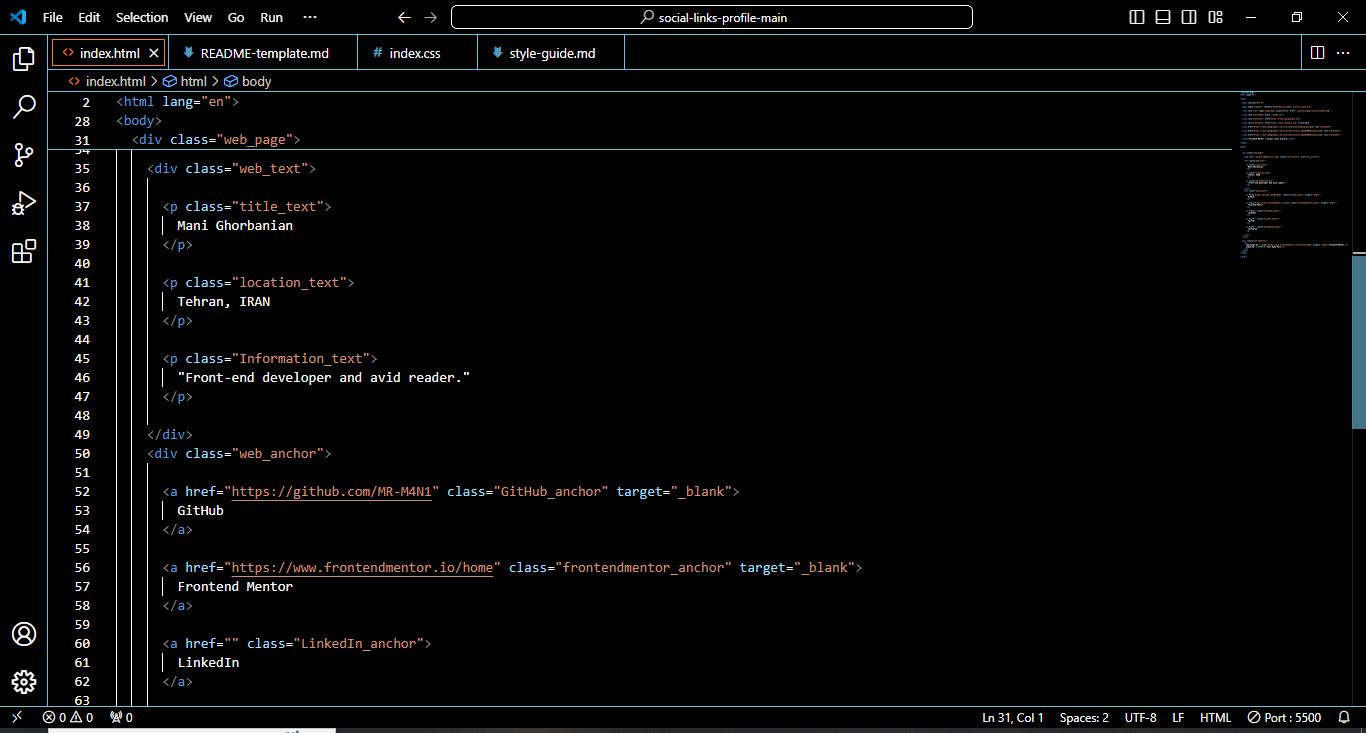 File Edit Selection View Go Run ···
social-links-profile-main
<> index.html × README-template.md # index.css style-guide.md
<> index.html > html > body
2 <html lang="en">
28 <body>
31 <div class="web_page">
35 <div class="web_text">
36
37 <p class="title_text">
38 Mani Ghorbanian
39 </p>
40
41 <p class="location_text">
42 Tehran, IRAN
43 </p>
44
45 <p class="Information_text">
46 "Front-end developer and avid reader."
47 </p>
48
49 </div>
50 <div class="web_anchor">
51
52 <a href="https://github.com/MR-M4N1" class="GitHub_anchor" target="_blank">
53 GitHub
54 </a>
55
56 <a href="https://www.frontendmentor.io/home" class="frontendmentor_anchor" target="_blank">
57 Frontend Mentor
58 </a>
59
60 <a href="" class="LinkedIn_anchor">
61 LinkedIn
62 </a>
63
0 0 0 Ln 31, Col 1 Spaces: 2 UTF-8 LF HTML Port : 5500